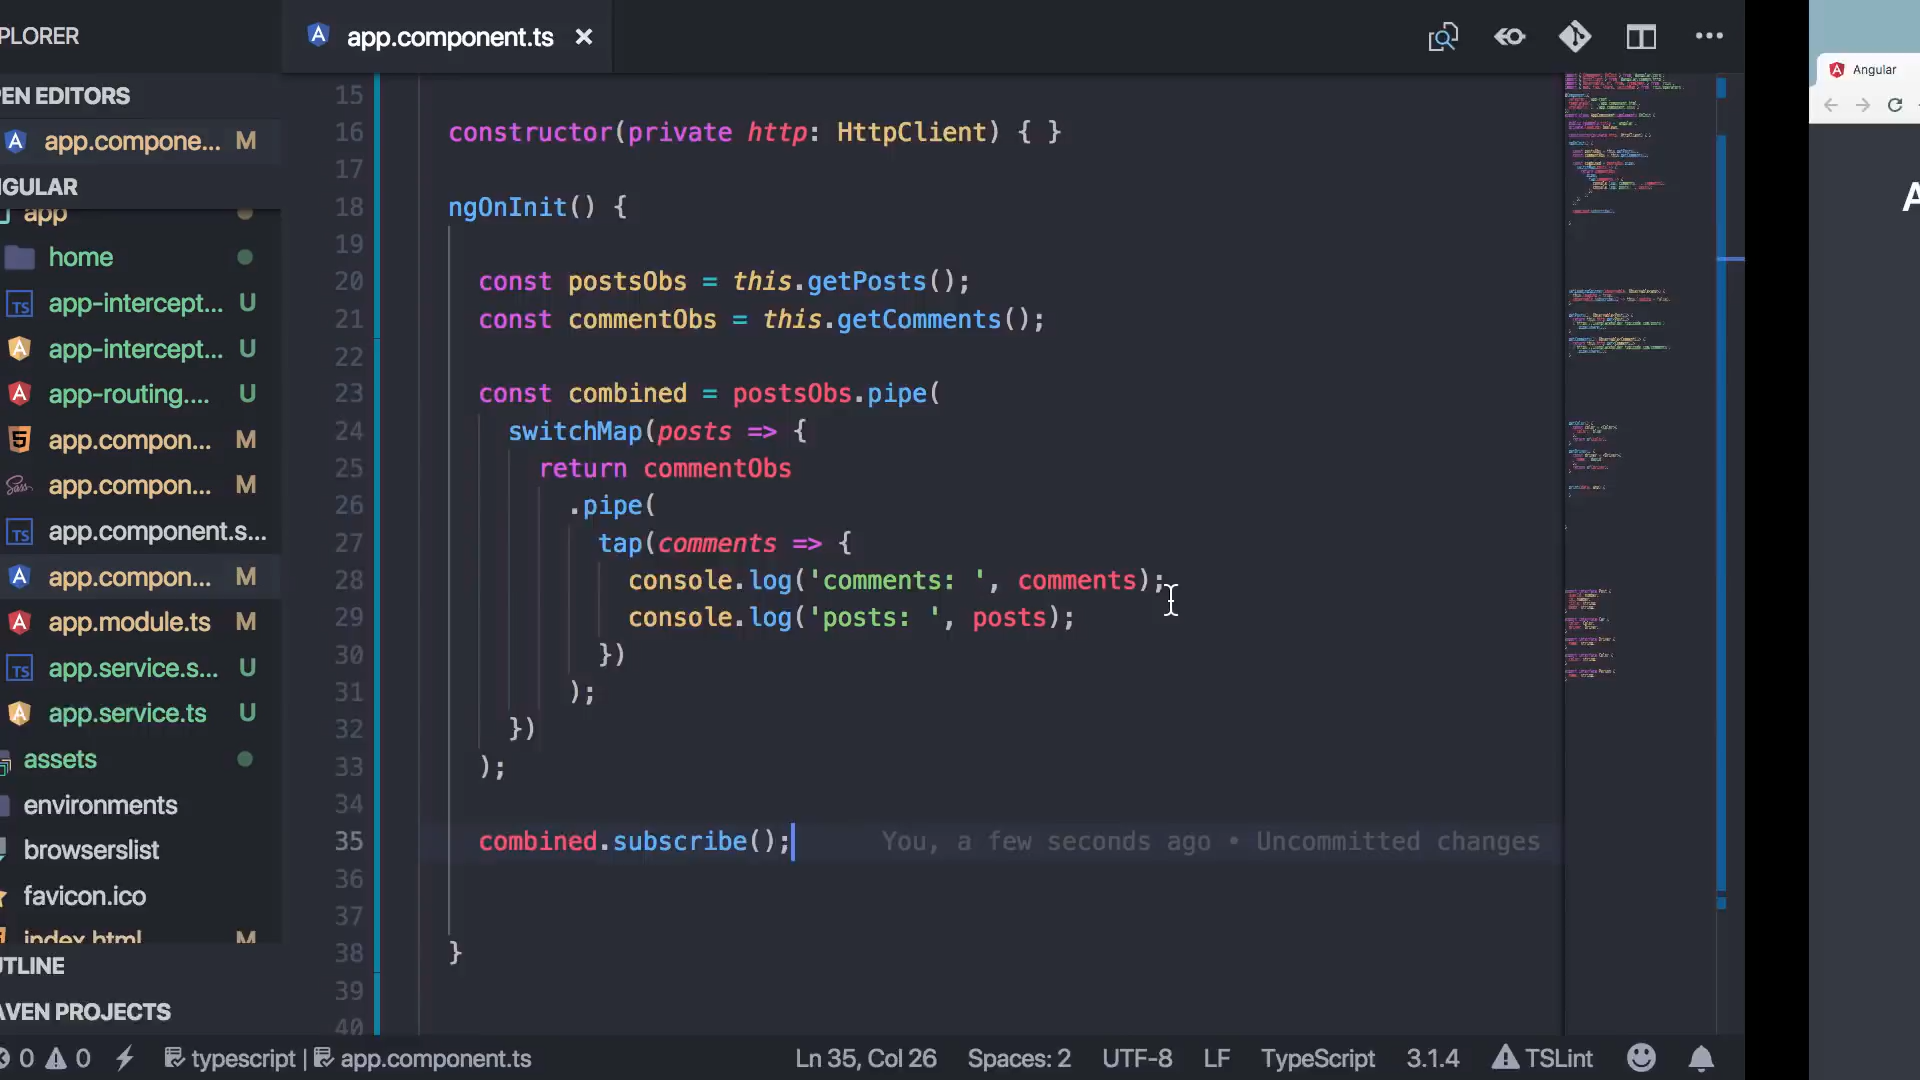 PLORER
app.component.ts
PEN EDITORS
app.compone... M
NGULAR
app
home
app-intercept... U
app-intercept... U
app-routing.... U
app.compon... M
app.compon... M
app.component.s...
app.compon... M
app.module.ts M
app.service.s... U
app.service.ts U
assets
environments
browserslist
favicon.ico
index.html M
UTLINE
AVEN PROJECTS
15
16 constructor(private http: HttpClient) { }
17
18 ngOnInit() {
19
20 const postsObs = this.getPosts();
21 const commentObs = this.getComments();
22
23 const combined = postsObs.pipe(
24 switchMap(posts => {
25 return commentObs
26 .pipe(
27 tap(comments => {
28 console.log('comments: ', comments);
29 console.log('posts: ', posts);
30 })
31 );
32 })
33 );
34
35 combined.subscribe(); You, a few seconds ago • Uncommitted changes
36
37
38 }
39
40
0 0 typescript | app.component.ts Ln 35, Col 26 Spaces: 2 UTF-8 LF TypeScript 3.1.4 TSLint
Angular
A